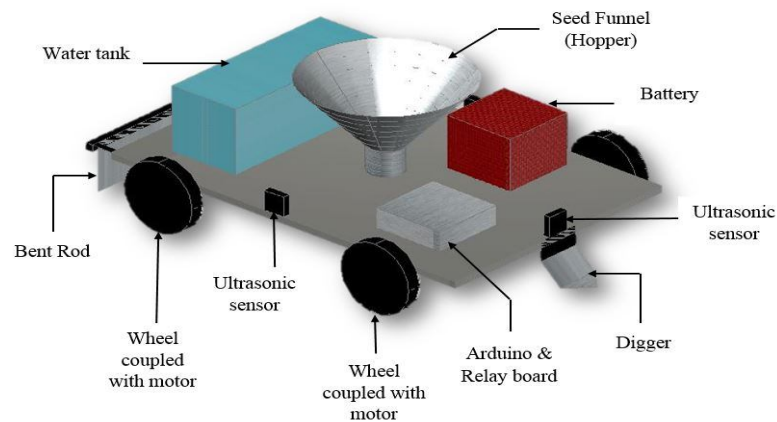 Seed Funnel
(Hopper)
Water tank
Battery
Ultrasonic
sensor
Bent Rod
Ultrasonic
sensor
Digger
Wheel
coupled
with motor
Wheel
coupled with
motor
Arduino &
Relay board